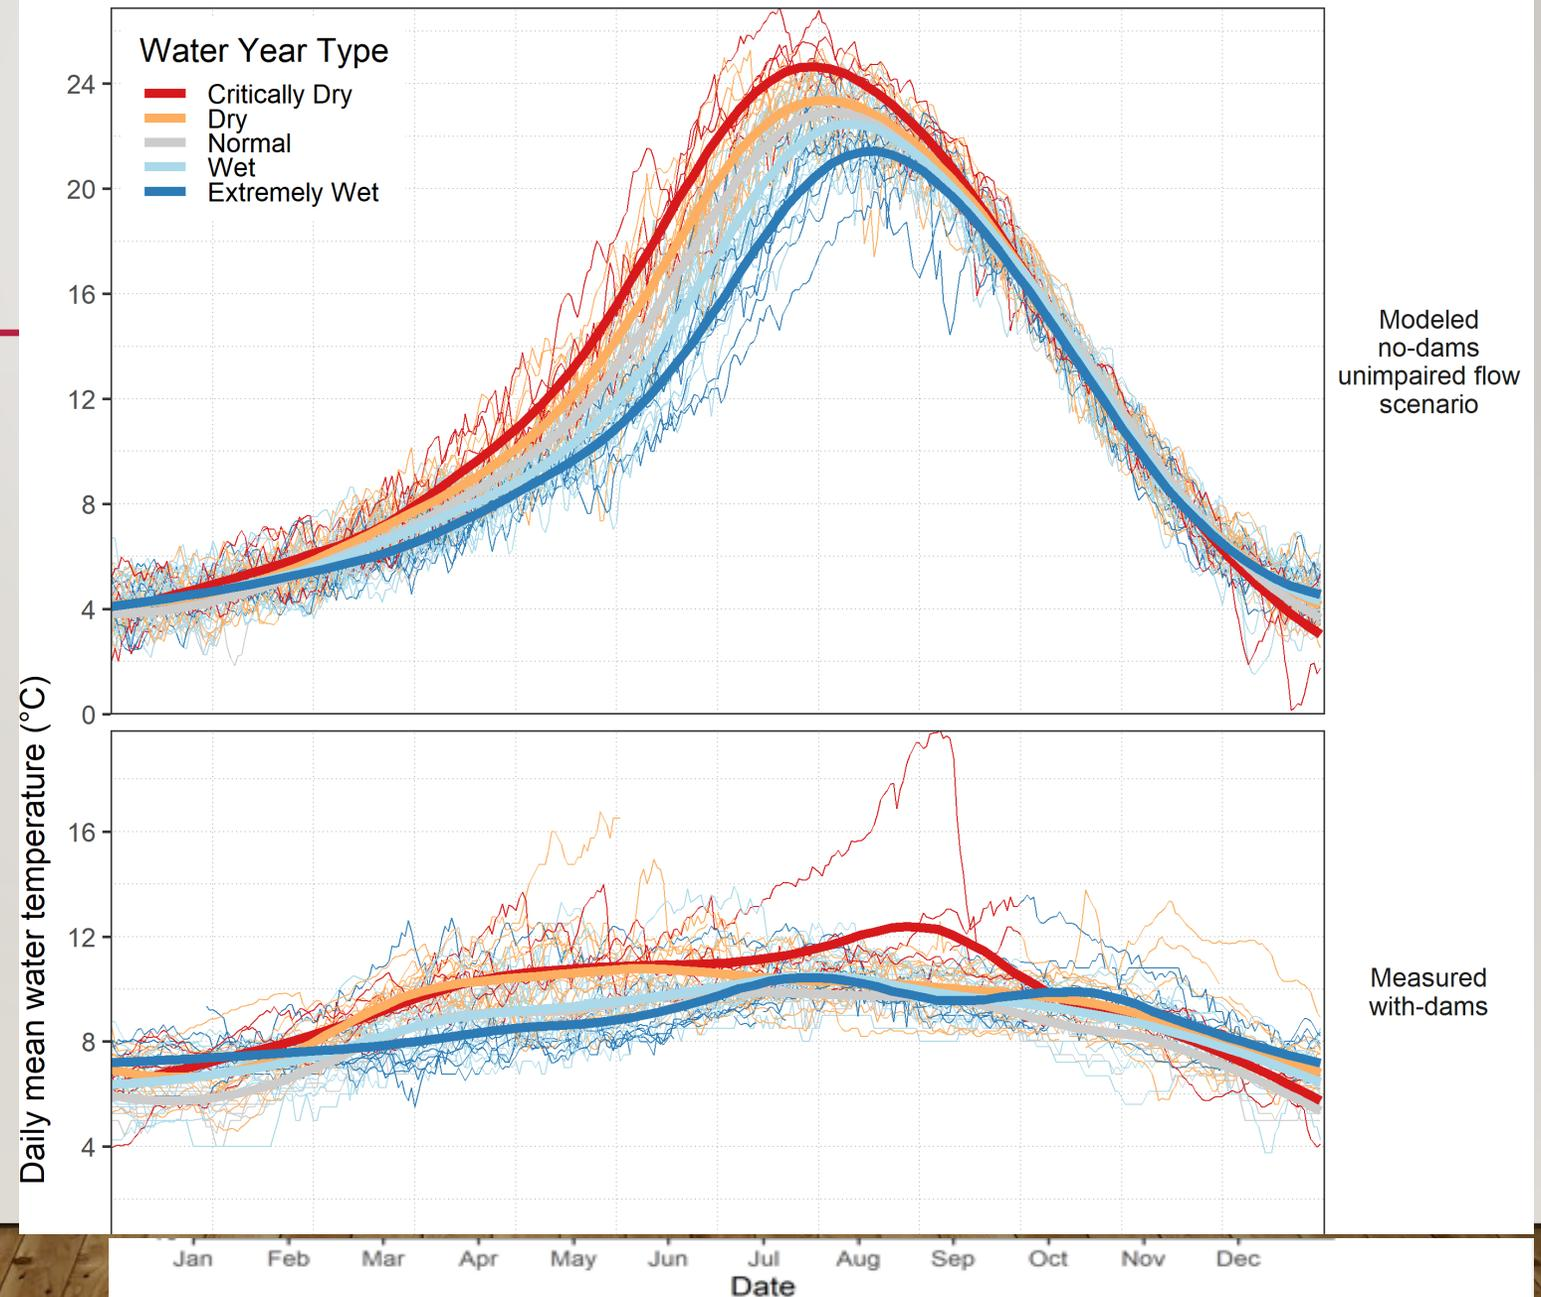 Water Year Type
Critically Dry
Dry
Normal
Wet
Extremely Wet
24
20
16
12
8
4
0
Modeled
no-dams
unimpaired flow
scenario
Daily mean water temperature (°C)
16
12
8
4
Measured
with-dams
Jan Feb Mar Apr May Jun Jul Aug Sep Oct Nov Dec
Date